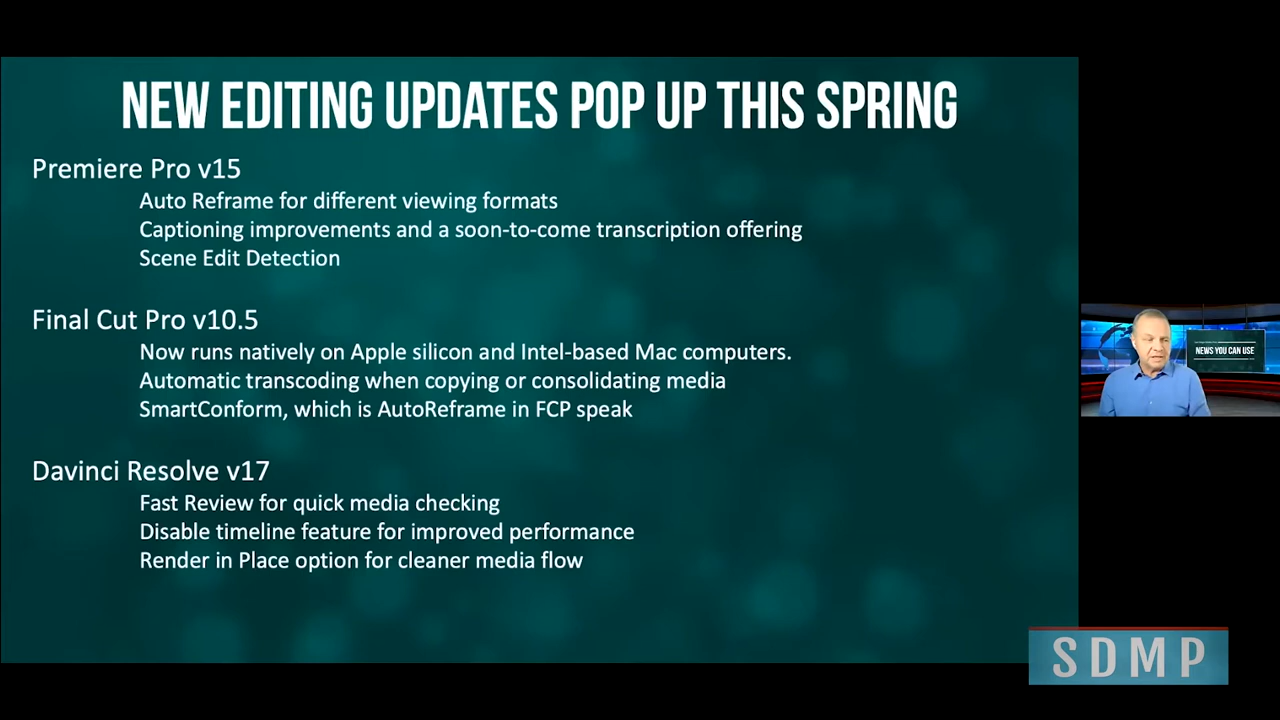 NEW EDITING UPDATES POP UP THIS SPRING
Premiere Pro v15
Auto Reframe for different viewing formats
Captioning improvements and a soon-to-come transcription offering
Scene Edit Detection
Final Cut Pro v10.5
Now runs natively on Apple silicon and Intel-based Mac computers.
Automatic transcoding when copying or consolidating media
SmartConform, which is AutoReframe in FCP speak
Davinci Resolve v17
Fast Review for quick media checking
Disable timeline feature for improved performance
Render in Place option for cleaner media flow
NEWS YOU CAN USE
SDMP